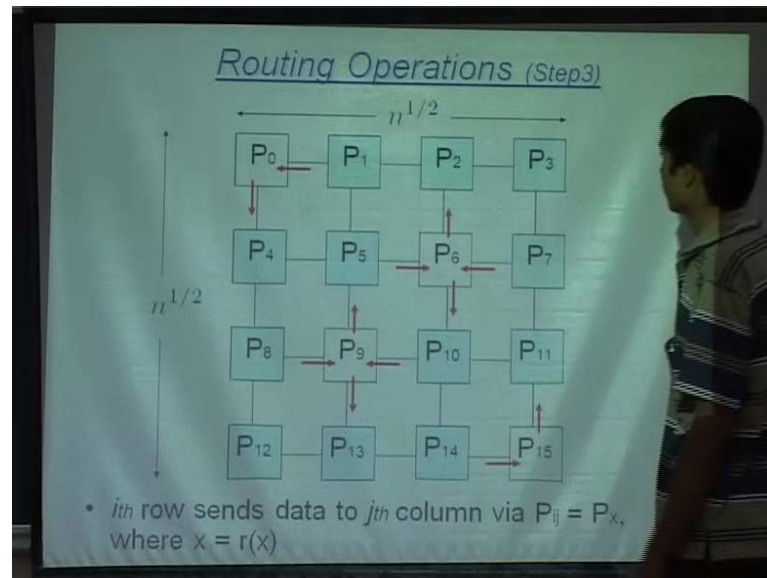 Routing Operations (Step3)
n^{1/2}
P₀ P₁ P₂ P₃
P₄ P₅ P₆ P₇
n^{1/2}
P₈ P₉ P₁₀ P₁₁
P₁₂ P₁₃ P₁₄ P₁₅
• ith row sends data to jth column via Pᵢⱼ = Pₓ,
where x = r(x)